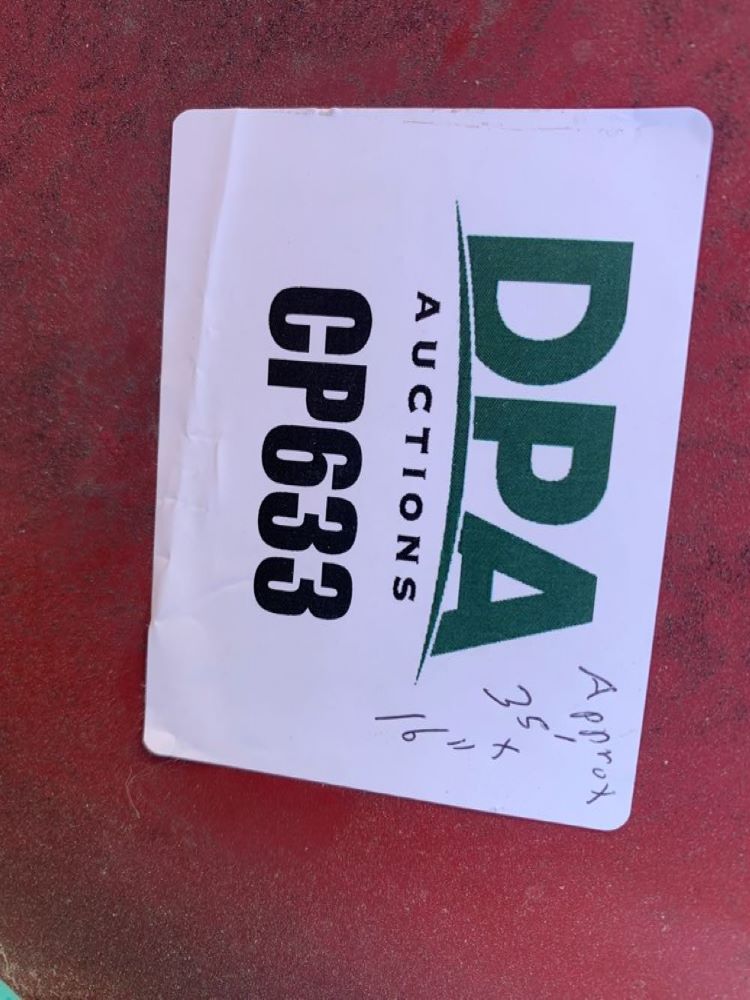 DPA
AUCTIONS
CP633
Approx
35' x
16"